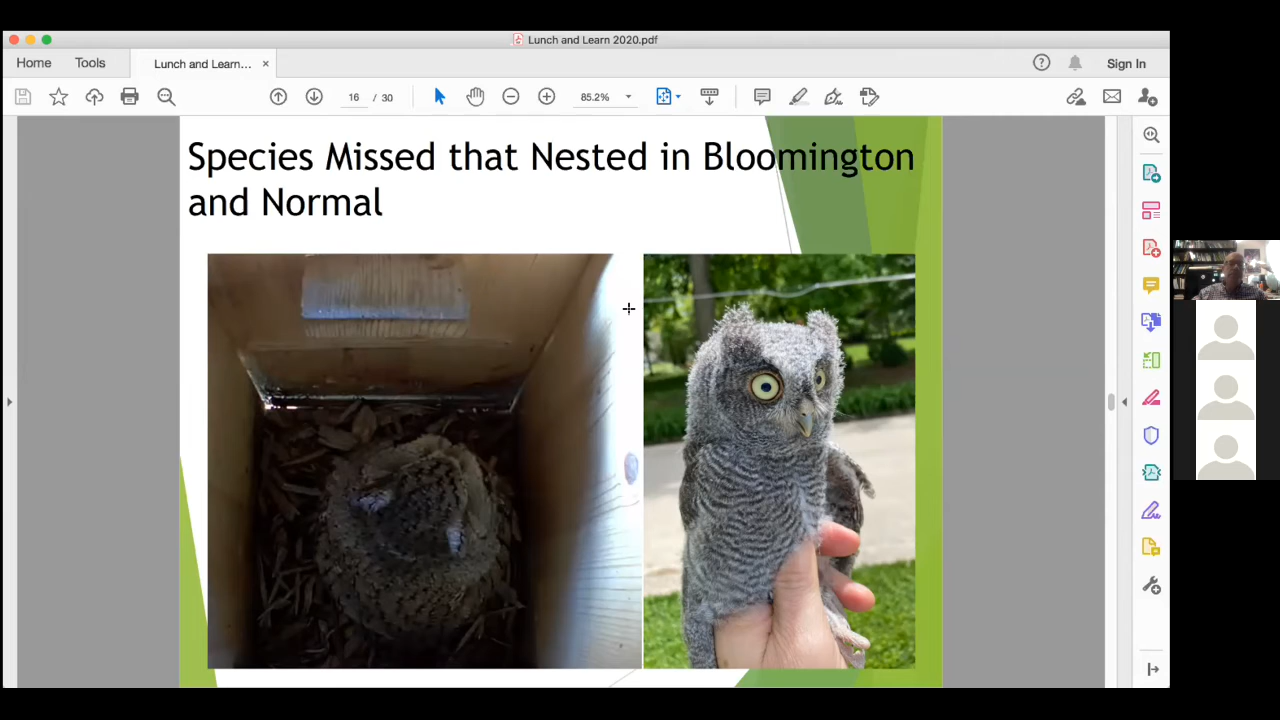 Lunch and Learn 2020.pdf
Home
Tools
Lunch and Learn...
×
Sign In
16 / 30
85.2%
Species Missed that Nested in Bloomington
and Normal